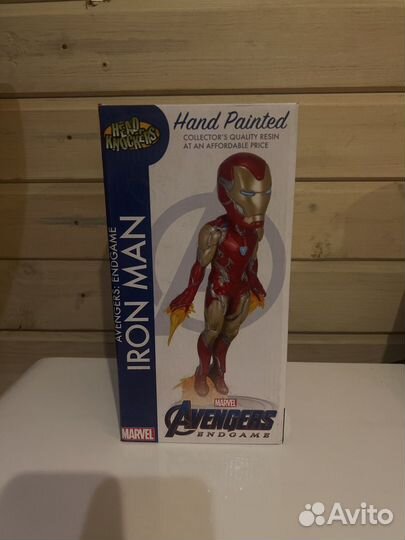 HEAD KNOCKERS
Hand Painted
COLLECTOR'S QUALITY RESIN
AT AN AFFORDABLE PRICE
AVENGERS: ENDGAME
IRON MAN
MARVEL
MARVEL
AVENGERS
ENDGAME
Avito